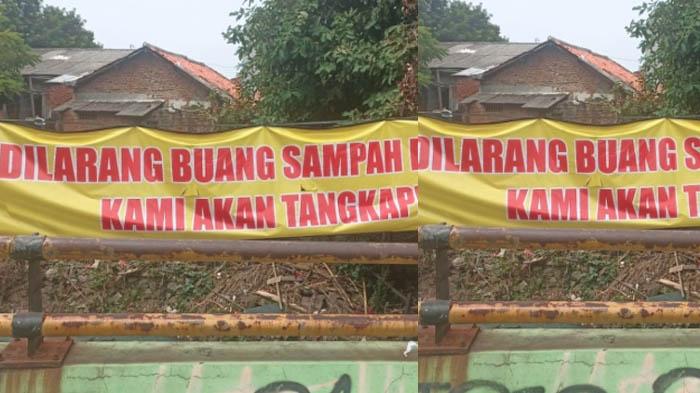 DILARANG BUANG SAMPAH DILARANG BUANG
KAMI AKAN TANGKAP KAMI AKAN